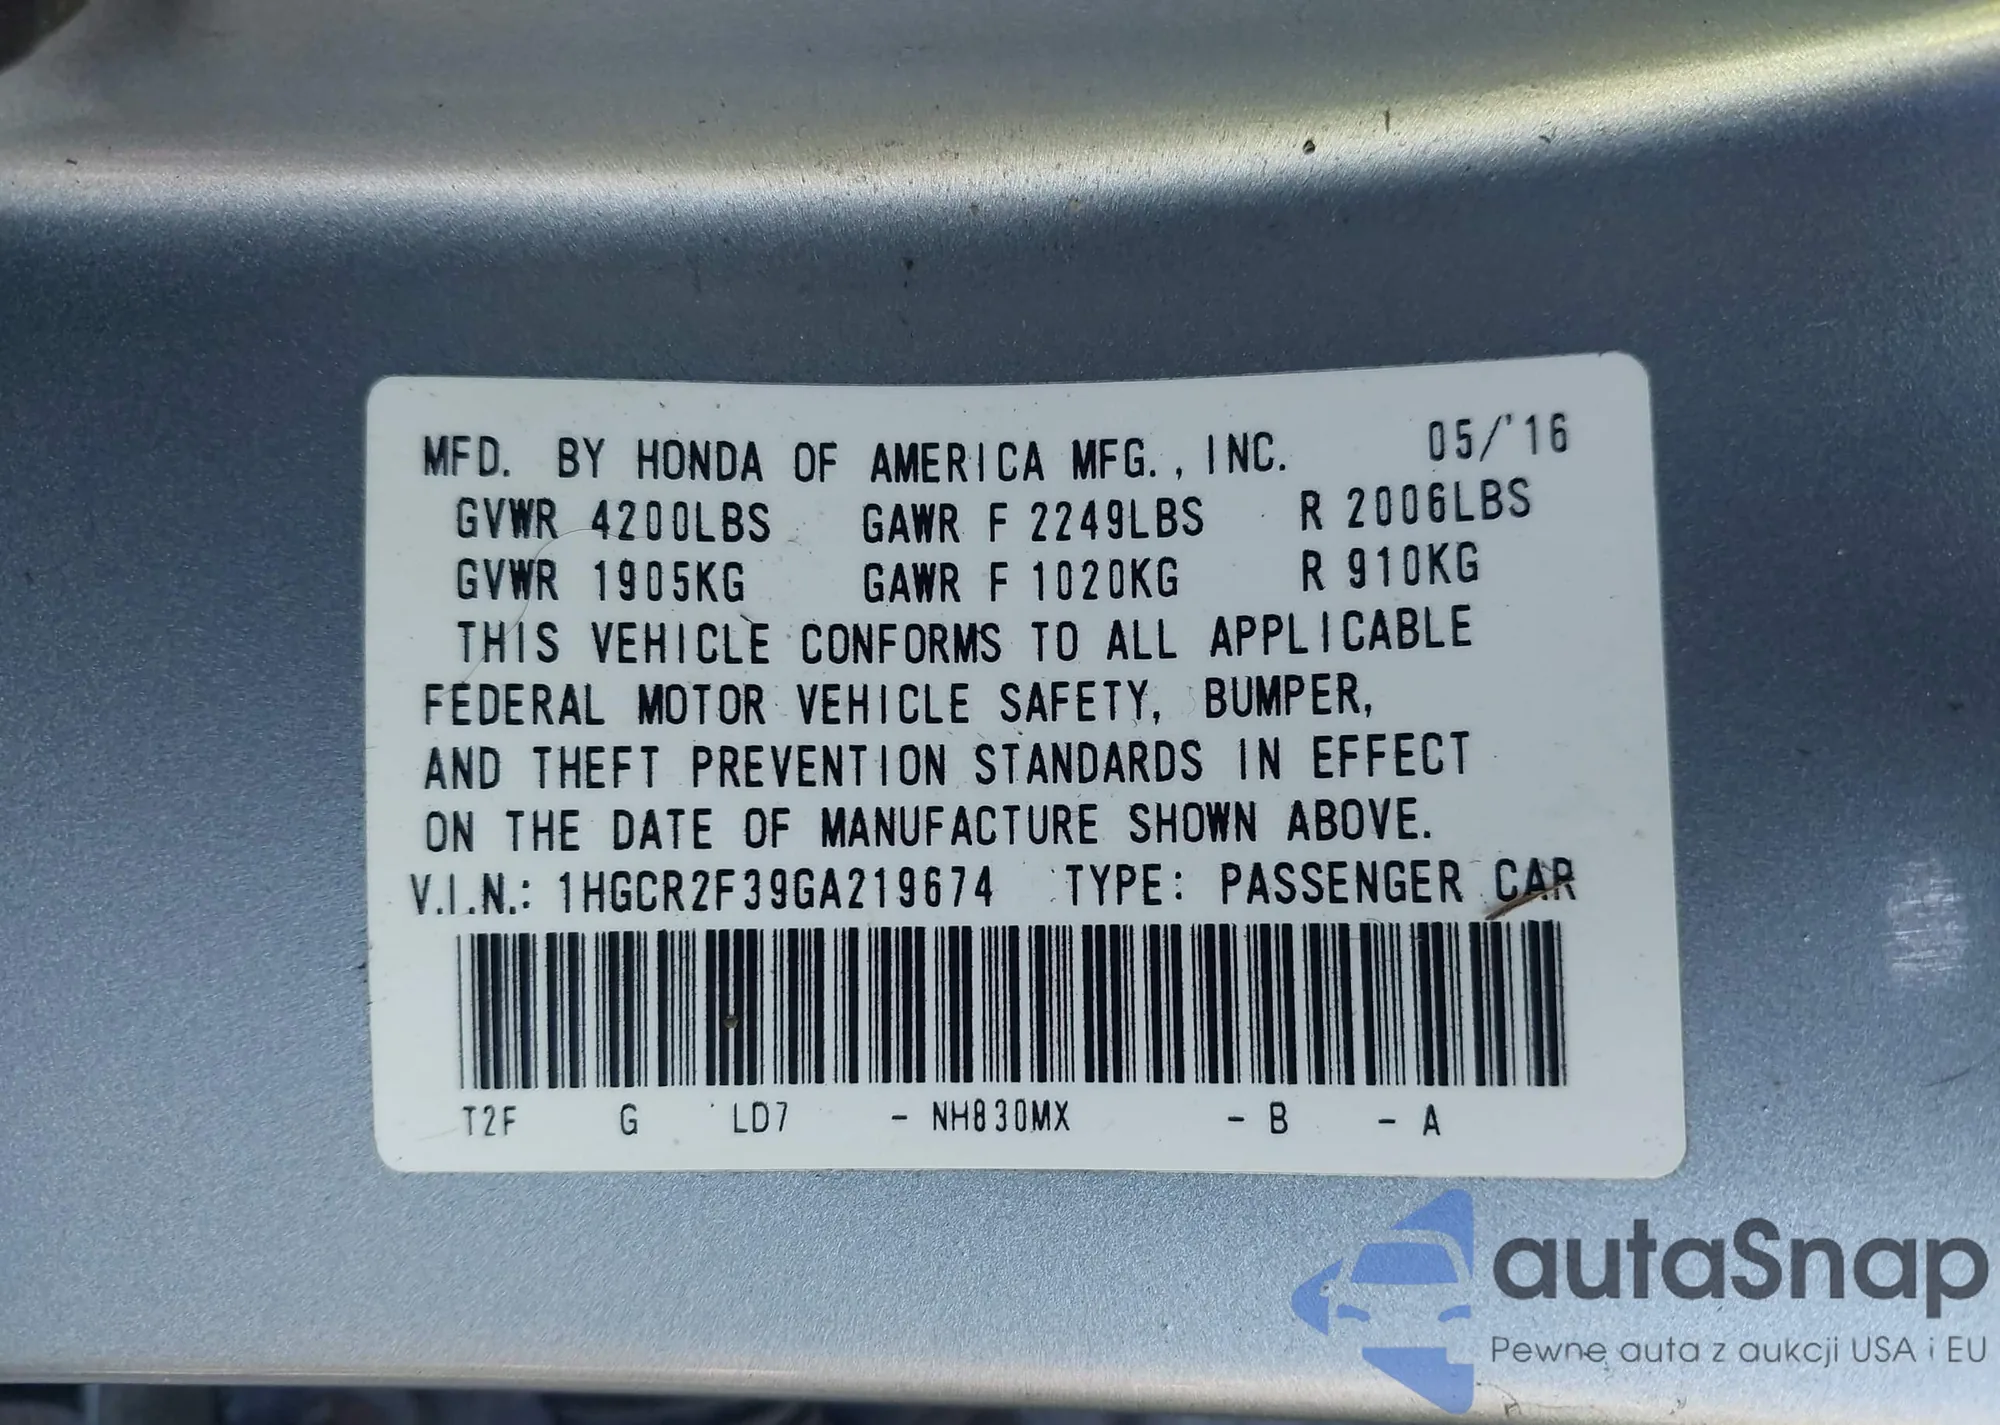 MFD. BY HONDA OF AMERICA MFG., INC. 05/'16
GVWR 4200LBS GAWR F 2249LBS R 2006LBS
GVWR 1905KG GAWR F 1020KG R 910KG
THIS VEHICLE CONFORMS TO ALL APPLICABLE
FEDERAL MOTOR VEHICLE SAFETY, BUMPER,
AND THEFT PREVENTION STANDARDS IN EFFECT
ON THE DATE OF MANUFACTURE SHOWN ABOVE.
V.I.N.: 1HGCR2F39GA219674 TYPE: PASSENGER CAR
T2F G LD7 - NH830MX - B - A
autaSnap
Pewne auta z aukcji USA i EU